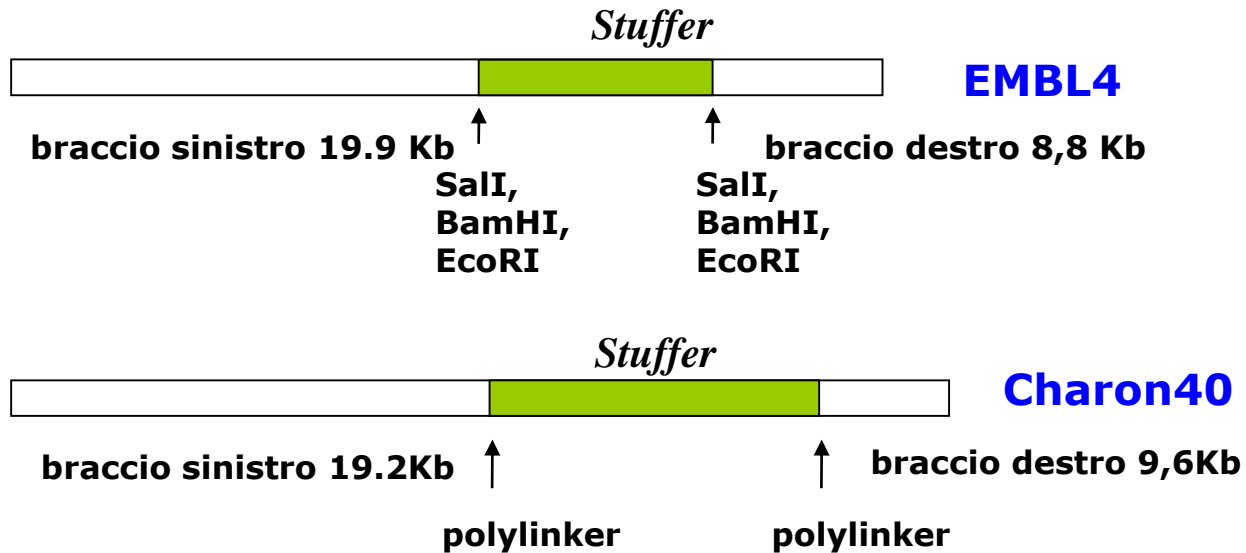 Stuffer
EMBL4
braccio sinistro 19.9 Kb
braccio destro 8,8 Kb
SalI,
BamHI,
EcoRI
SalI,
BamHI,
EcoRI
Stuffer
Charon40
braccio sinistro 19.2Kb
braccio destro 9,6Kb
polylinker
polylinker